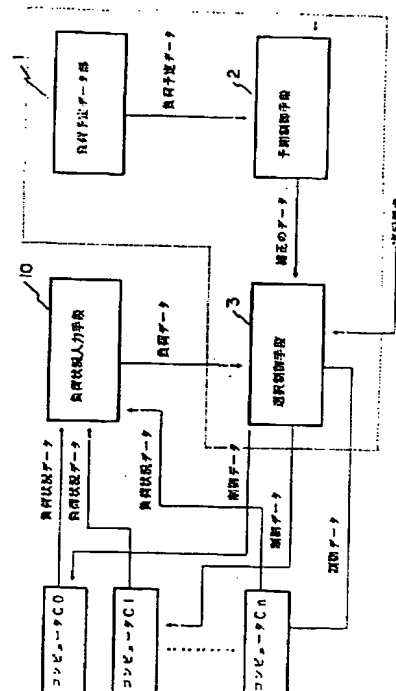 1
負荷予定データ部
負荷予定データ
2
予測制御手段
補正のデータ
10
負荷状況入力手段
負荷データ
3
選択制御手段
負荷状況データ
負荷状況データ
負荷状況データ
制御データ
制御データ
制御データ
コンピュータC0
コンピュータC1
コンピュータCn